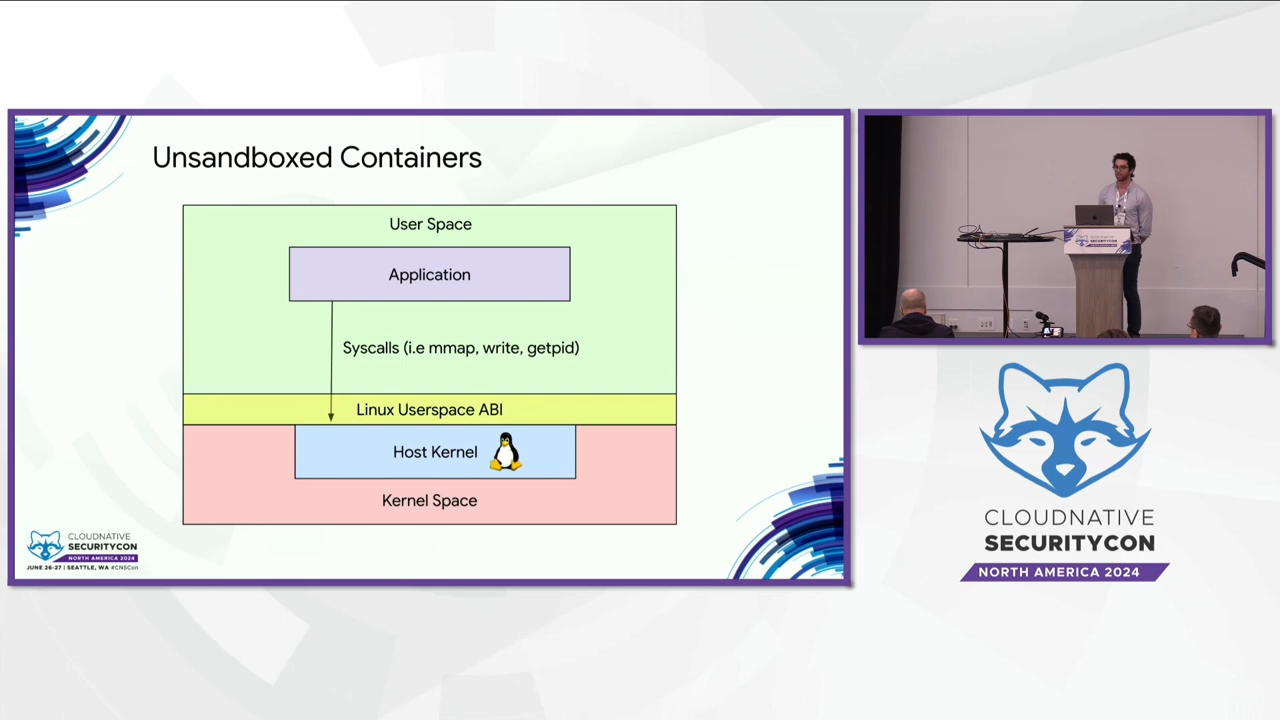 Unsandboxed Containers
User Space
Application
Syscalls (i.e mmap, write, getpid)
Linux Userspace ABI
Host Kernel
Kernel Space
CLOUDNATIVE
SECURITYCON
NORTH AMERICA 2024
JUNE 26-27 | SEATTLE, WA #CNSCon
SECURITYCON
CLOUDNATIVE
SECURITYCON
NORTH AMERICA 2024